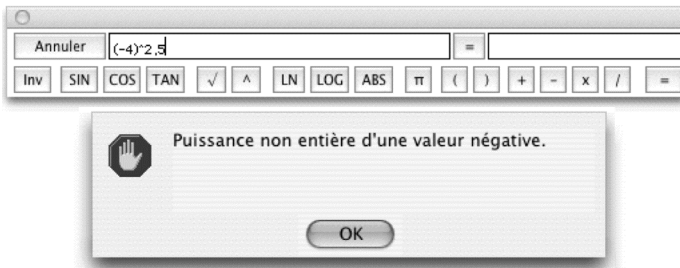 Annuler (-4)^2,5 =
Inv SIN COS TAN √ ^ LN LOG ABS π ( ) + - x / =
Puissance non entière d'une valeur négative.
OK